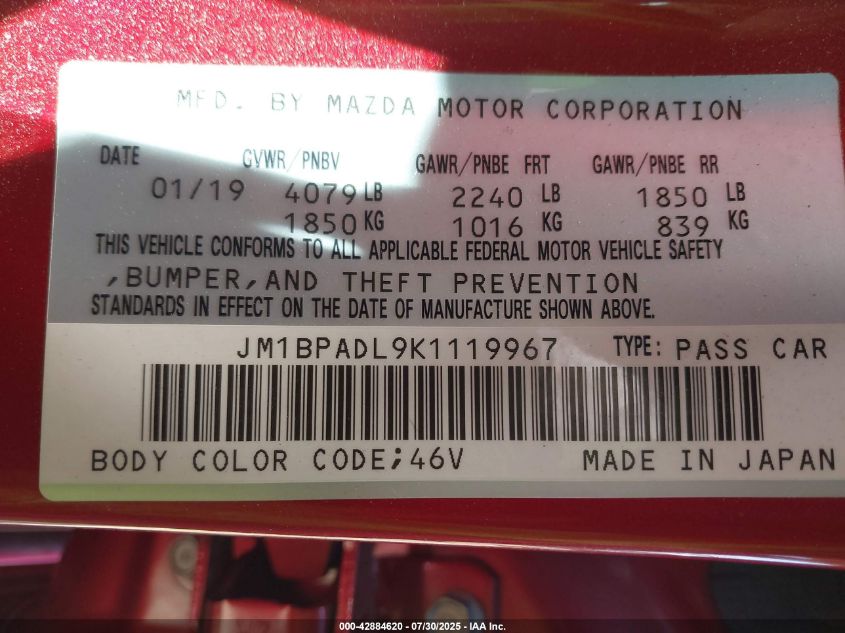 MFD. BY MAZDA MOTOR CORPORATION
DATE GVWR/PNBV GAWR/PNBE FRT GAWR/PNBE RR
01/19 4079 LB 2240 LB 1850 LB
1850 KG 1016 KG 839 KG
THIS VEHICLE CONFORMS TO ALL APPLICABLE FEDERAL MOTOR VEHICLE SAFETY
,BUMPER,AND THEFT PREVENTION
STANDARDS IN EFFECT ON THE DATE OF MANUFACTURE SHOWN ABOVE.
JM1BPADL9K1119967 TYPE: PASS CAR
BODY COLOR CODE;46V MADE IN JAPAN
000-42884620 - 07/30/2025 - IAA Inc.